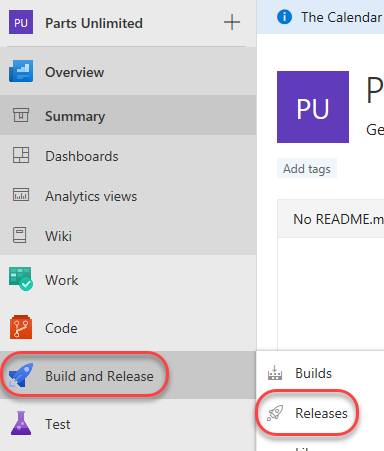 PU Parts Unlimited +
Overview
Summary
Dashboards
Analytics views
Wiki
Work
Code
Build and Release
Test
The Calendar
PU
P
Ge
Add tags
No README.m
Builds
Releases